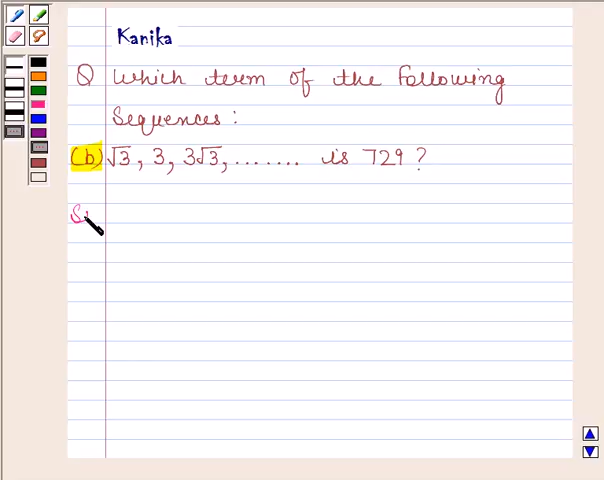 Kanika
Q Which term of the following
Sequences:
(b) √3, 3, 3√3, ....... is 729?
S